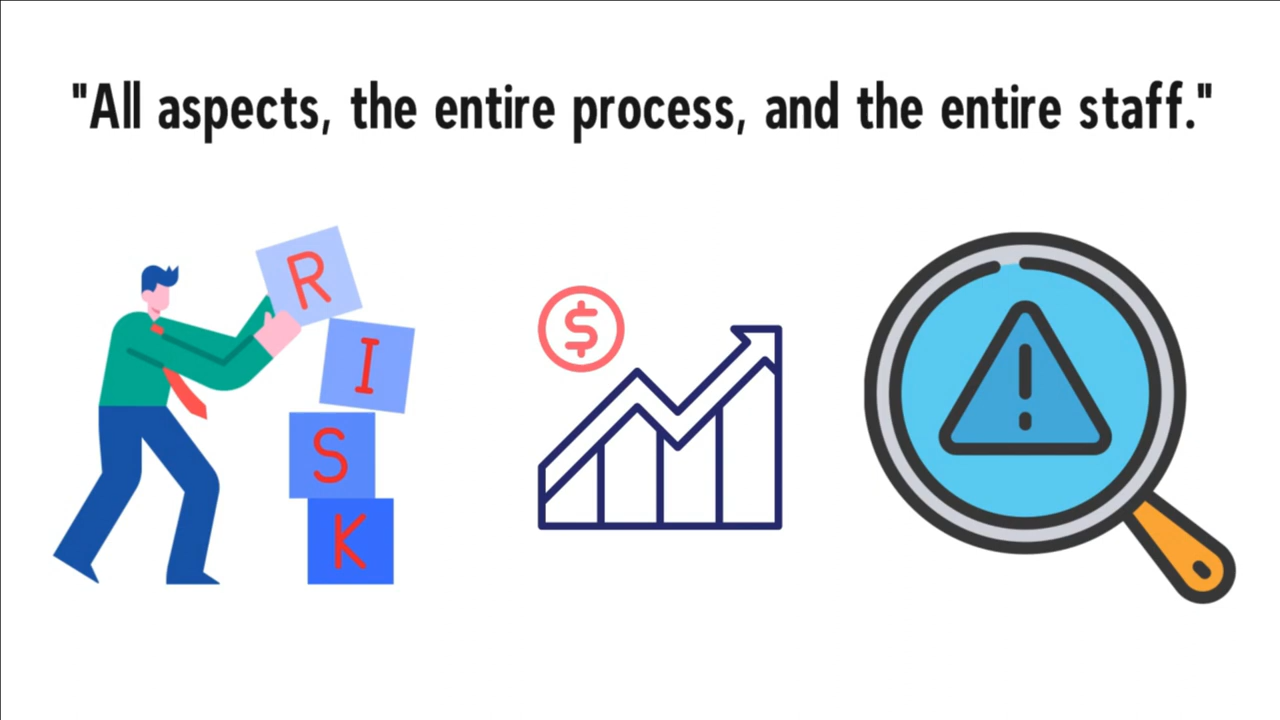 "All aspects, the entire process, and the entire staff."
R
I
S
K
$